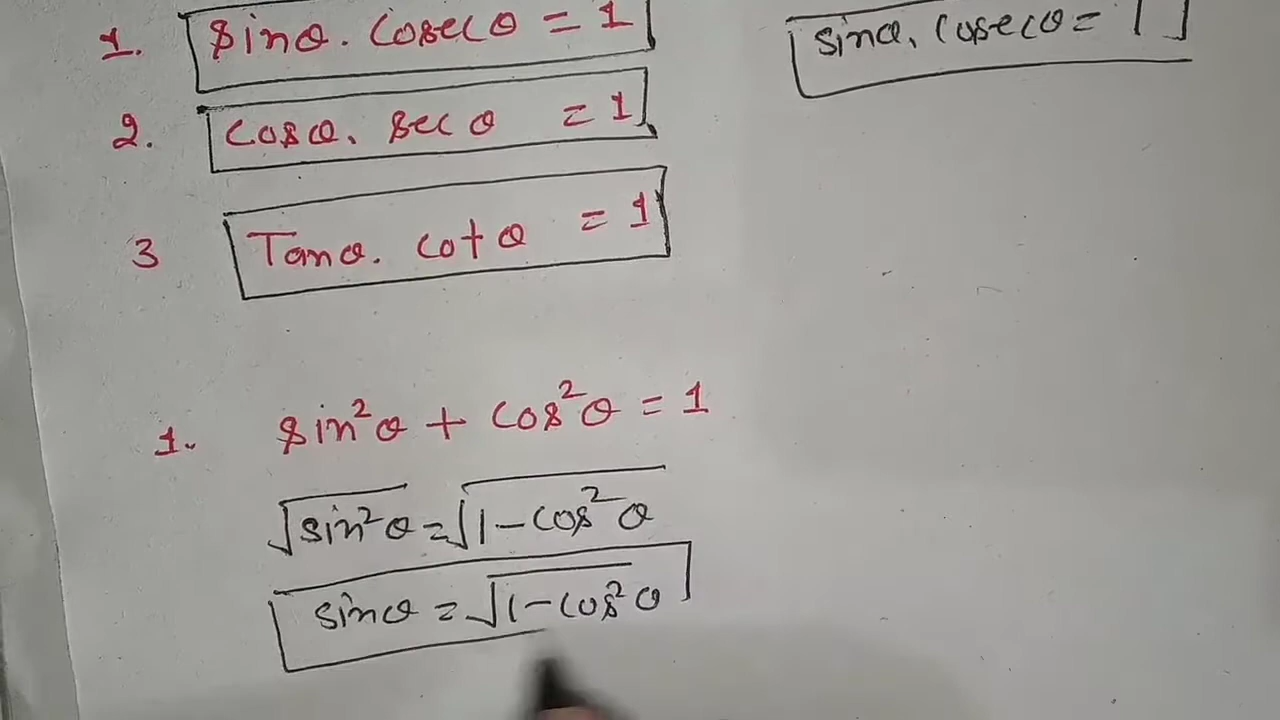 1. sinθ. Cosecθ = 1
sinθ. Cosecθ = 1
2. Cosθ. secθ = 1
3 Tanθ. cotθ = 1
1. sin²θ + cos²θ = 1
√sin²θ = √1-cos²θ
sinθ = √1-cos²θ